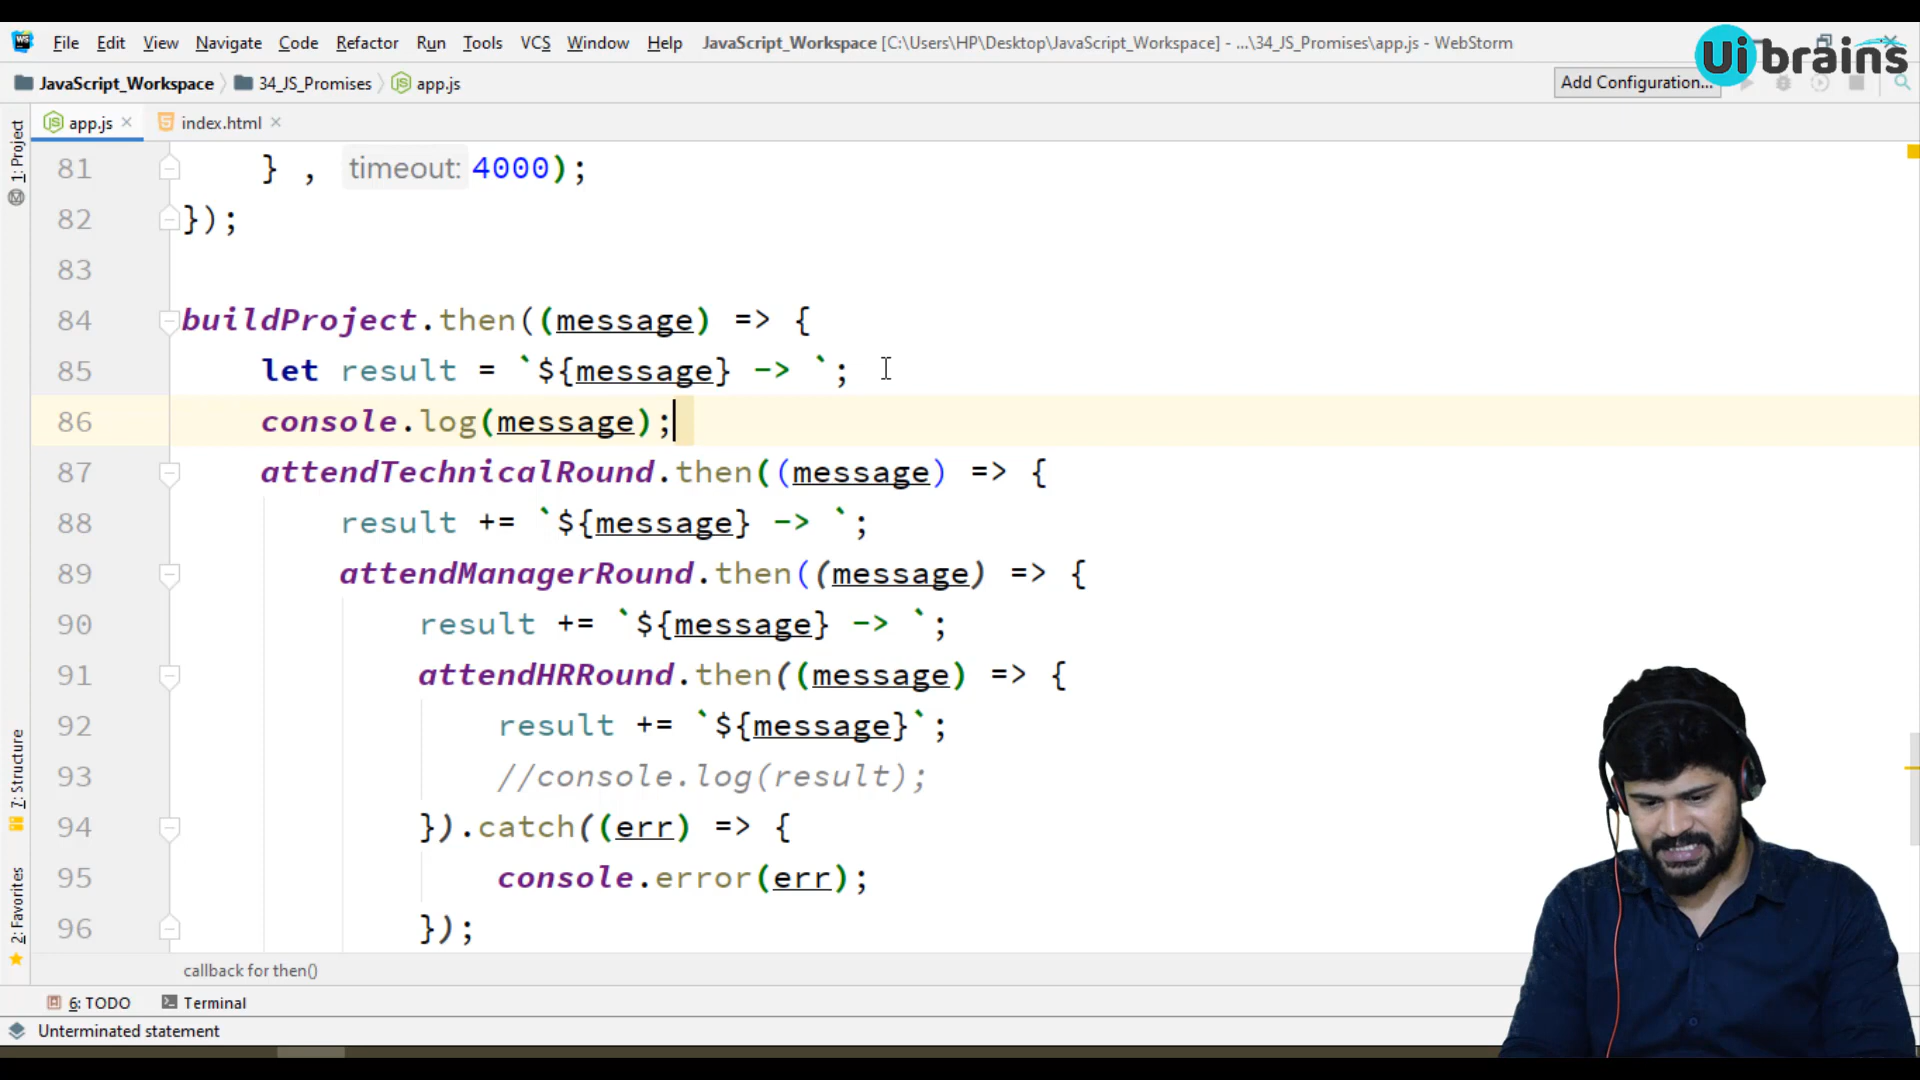 File Edit View Navigate Code Refactor Run Tools VCS Window Help JavaScript_Workspace [C:\Users\HP\Desktop\JavaScript_Workspace] - ...\34_JS_Promises\app.js - WebStorm
Ui brains
JavaScript_Workspace 34_JS_Promises app.js Add Configuration...
app.js index.html
1: Project
7: Structure
2: Favorites
81 } , timeout: 4000);
82 });
83
84 buildProject.then((message) => {
85 let result = `${message} -> `;
86 console.log(message);
87 attendTechnicalRound.then((message) => {
88 result += `${message} -> `;
89 attendManagerRound.then((message) => {
90 result += `${message} -> `;
91 attendHRRound.then((message) => {
92 result += `${message}`;
93 //console.log(result);
94 }).catch((err) => {
95 console.error(err);
96 });
callback for then()
6: TODO Terminal
Unterminated statement